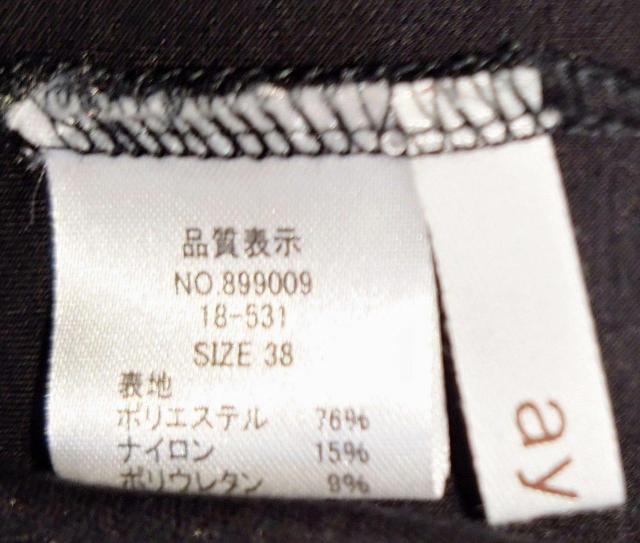 品質表示
NO.899009
18-531
SIZE 38
表地
ポリエステル 76%
ナイロン 15%
ポリウレタン 9%
ay